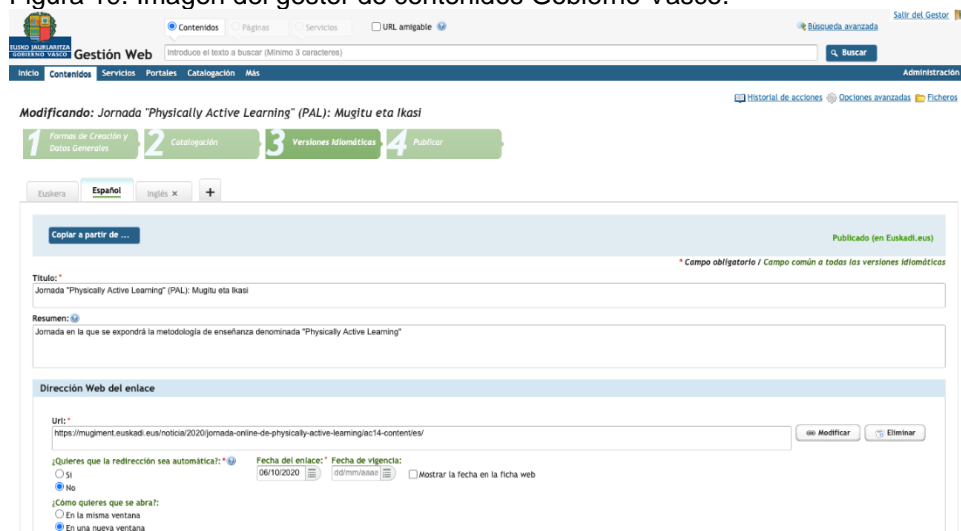 Figura 10. Imagen del gestor de contenidos Gobierno Vasco.
Salir del Gestor
Contenidos Páginas Servicios URL amigable Búsqueda avanzada
EUSKO JAURLARITZA
GOBIERNO VASCO
Gestión Web
Introduce el texto a buscar (Mínimo 3 caracteres)
Buscar
Inicio Contenidos Servicios Portales Catalogación Más Administración
Historial de acciones Opciones avanzadas Ficheros
Modificando: Jornada "Physically Active Learning" (PAL): Mugitu eta Ikasi
1 Formas de Creación y Datos Generales
2 Catalogación
3 Versiones Idiomáticas
4 Publicar
Euskera Español Inglés × +
Copiar a partir de ...
Publicado (en Euskadi.eus)
* Campo obligatorio / Campo común a todas las versiones idiomáticas
Título: *
Jornada "Physically Active Learning" (PAL): Mugitu eta Ikasi
Resumen:
Jornada en la que se expondrá la metodología de enseñanza denominada "Physically Active Learning"
Dirección Web del enlace
Url: *
https://mugiment.euskadi.eus/noticia/2020/jornada-online-de-physically-active-learning/ac14-content/es/
Modificar Eliminar
¿Quieres que la redirección sea automática?: * Fecha del enlace: * Fecha de vigencia:
Sí 06/10/2020 dd/mm/aaaa Mostrar la fecha en la ficha web
No
¿Cómo quieres que se abra?:
En la misma ventana
En una nueva ventana